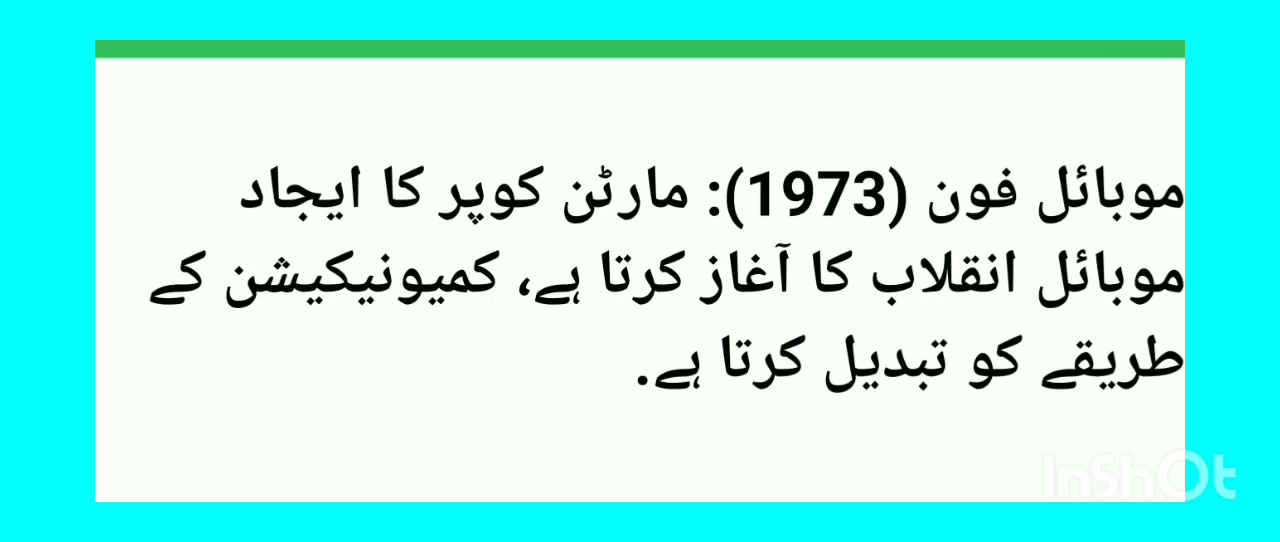 موبائل فون (1973): مارٹن کوپر کا ایجاد
موبائل انقلاب کا آغاز کرتا ہے، کمیونیکیشن کے
طریقے کو تبدیل کرتا ہے.
InShOt